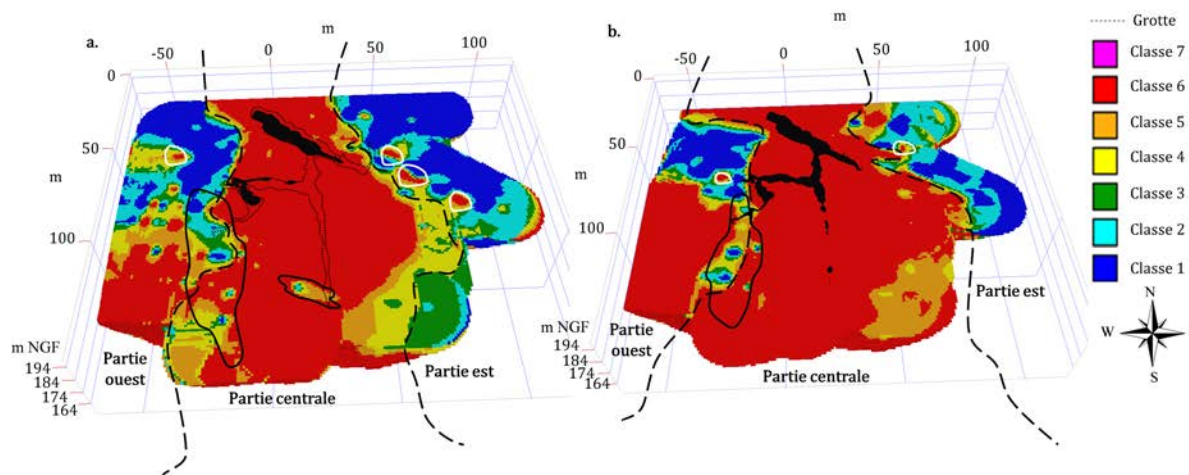 a.
m
-50
0
50
100
0
50
m
100
m NGF
194
184
174
164
Partie
ouest
Partie centrale
Partie est
b.
m
-50
0
50
100
0
50
m
100
m NGF
194
184
174
164
Partie
ouest
Partie centrale
Partie est
Grotte
Classe 7
Classe 6
Classe 5
Classe 4
Classe 3
Classe 2
Classe 1
N
W
E
S